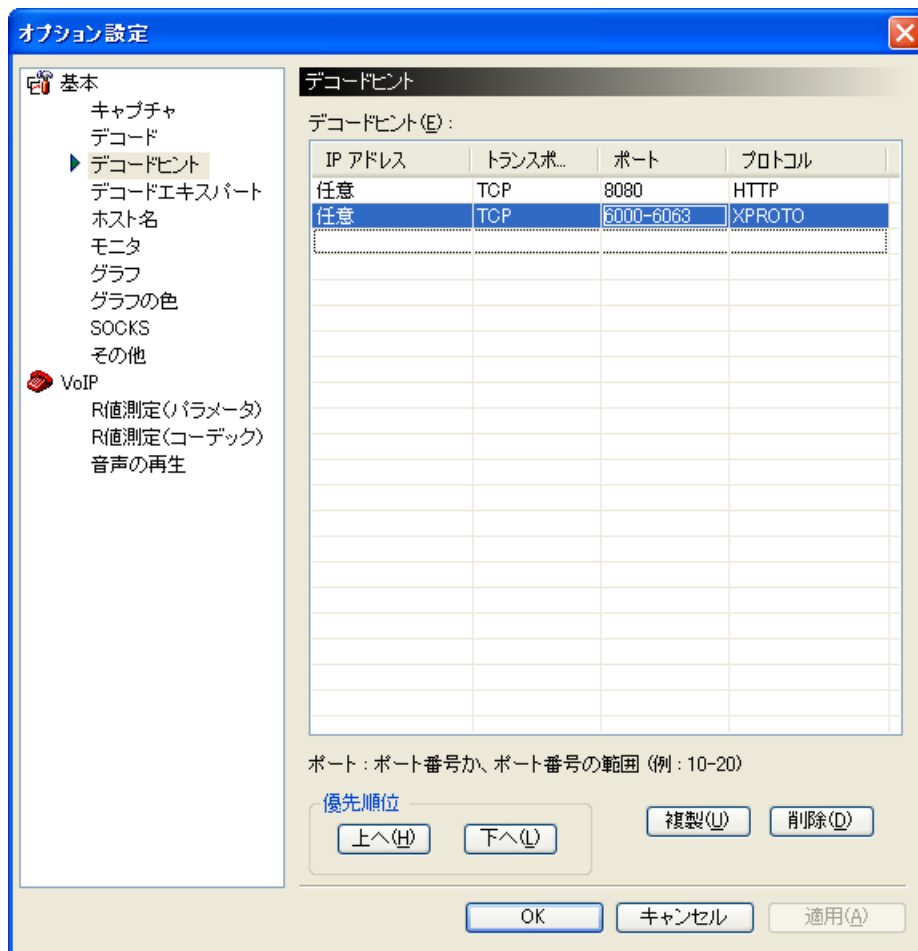 オプション設定
基本
キャプチャ
デコード
デコードヒント
デコードエキスパート
ホスト名
モニタ
グラフ
グラフの色
SOCKS
その他
VoIP
R値測定(パラメータ)
R値測定(コーデック)
音声の再生
デコードヒント
デコードヒント(E):
IP アドレス トランスポ... ポート プロトコル
任意 TCP 8080 HTTP
任意 TCP 6000-6063 XPROTO
ポート : ポート番号か、ポート番号の範囲 (例 : 10-20)
優先順位
上へ(H) 下へ(L) 複製(U) 削除(D)
OK キャンセル 適用(A)